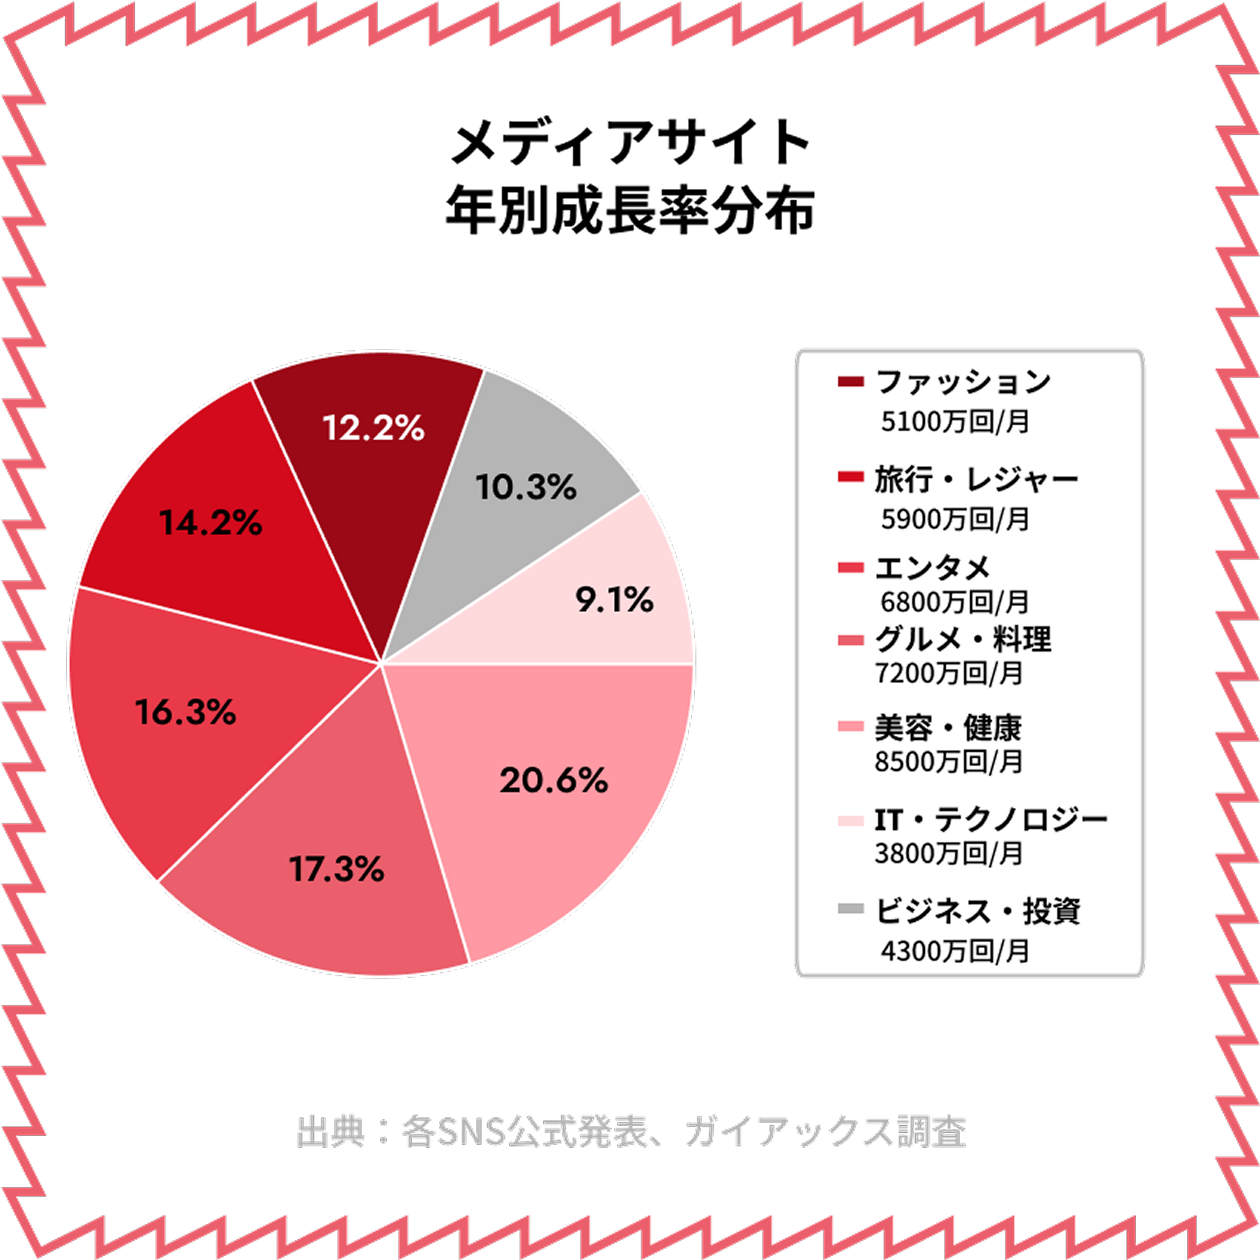 メディアサイト
年別成長率分布
12.2%
10.3%
14.2%
9.1%
16.3%
20.6%
17.3%
ファッション
5100万回/月
旅行・レジャー
5900万回/月
エンタメ
6800万回/月
グルメ・料理
7200万回/月
美容・健康
8500万回/月
IT・テクノロジー
3800万回/月
ビジネス・投資
4300万回/月
出典：各SNS公式発表、ガイアックス調査